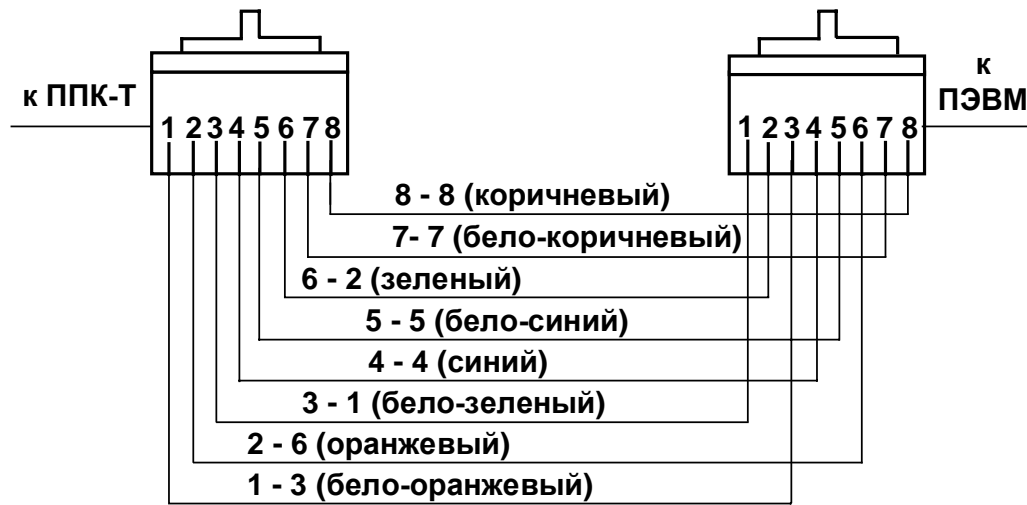 к ППК-Т
к
ПЭВМ
1 2 3 4 5 6 7 8
1 2 3 4 5 6 7 8
8 - 8 (коричневый)
7- 7 (бело-коричневый)
6 - 2 (зеленый)
5 - 5 (бело-синий)
4 - 4 (синий)
3 - 1 (бело-зеленый)
2 - 6 (оранжевый)
1 - 3 (бело-оранжевый)